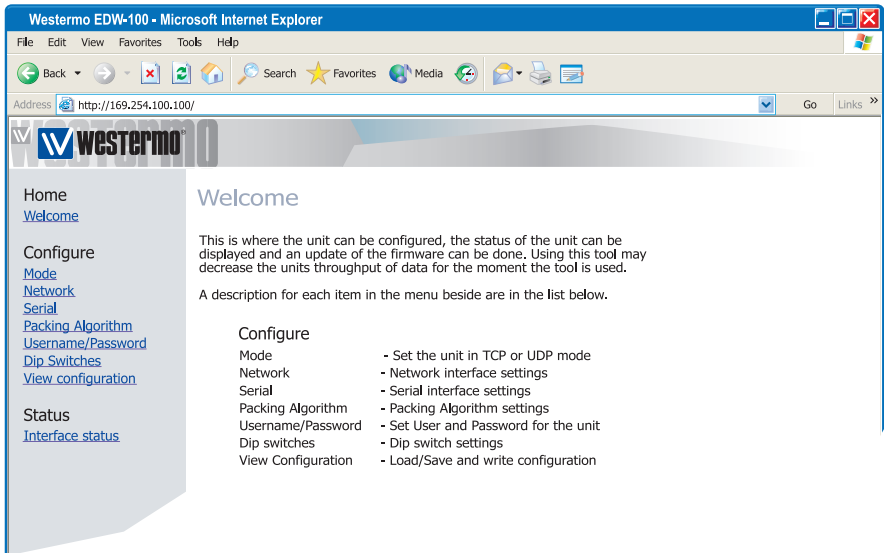 Westermo EDW-100 - Microsoft Internet Explorer
File Edit View Favorites Tools Help
Back Search Favorites Media
Address http://169.254.100.100/ Go Links »
westermo®
Home
Welcome
Configure
Mode
Network
Serial
Packing Algorithm
Username/Password
Dip Switches
View configuration
Status
Interface status
Welcome
This is where the unit can be configured, the status of the unit can be
displayed and an update of the firmware can be done. Using this tool may
decrease the units throughput of data for the moment the tool is used.
A description for each item in the menu beside are in the list below.
Configure
Mode - Set the unit in TCP or UDP mode
Network - Network interface settings
Serial - Serial interface settings
Packing Algorithm - Packing Algorithm settings
Username/Password - Set User and Password for the unit
Dip switches - Dip switch settings
View Configuration - Load/Save and write configuration